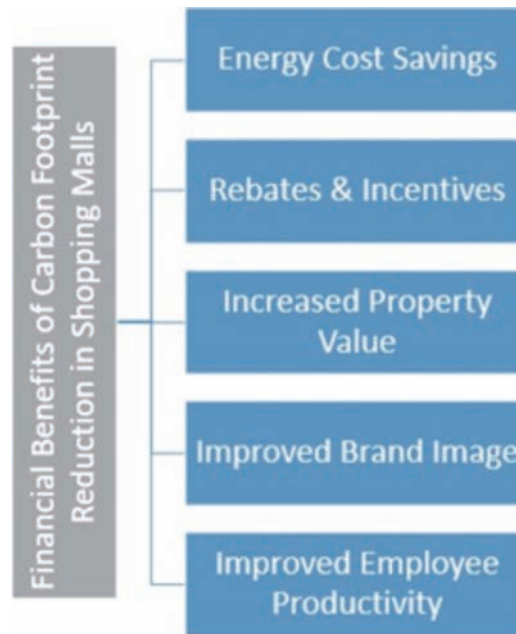 Financial Benefits of Carbon Footprint
Reduction in Shopping Malls
Energy Cost Savings
Rebates & Incentives
Increased Property
Value
Improved Brand Image
Improved Employee
Productivity